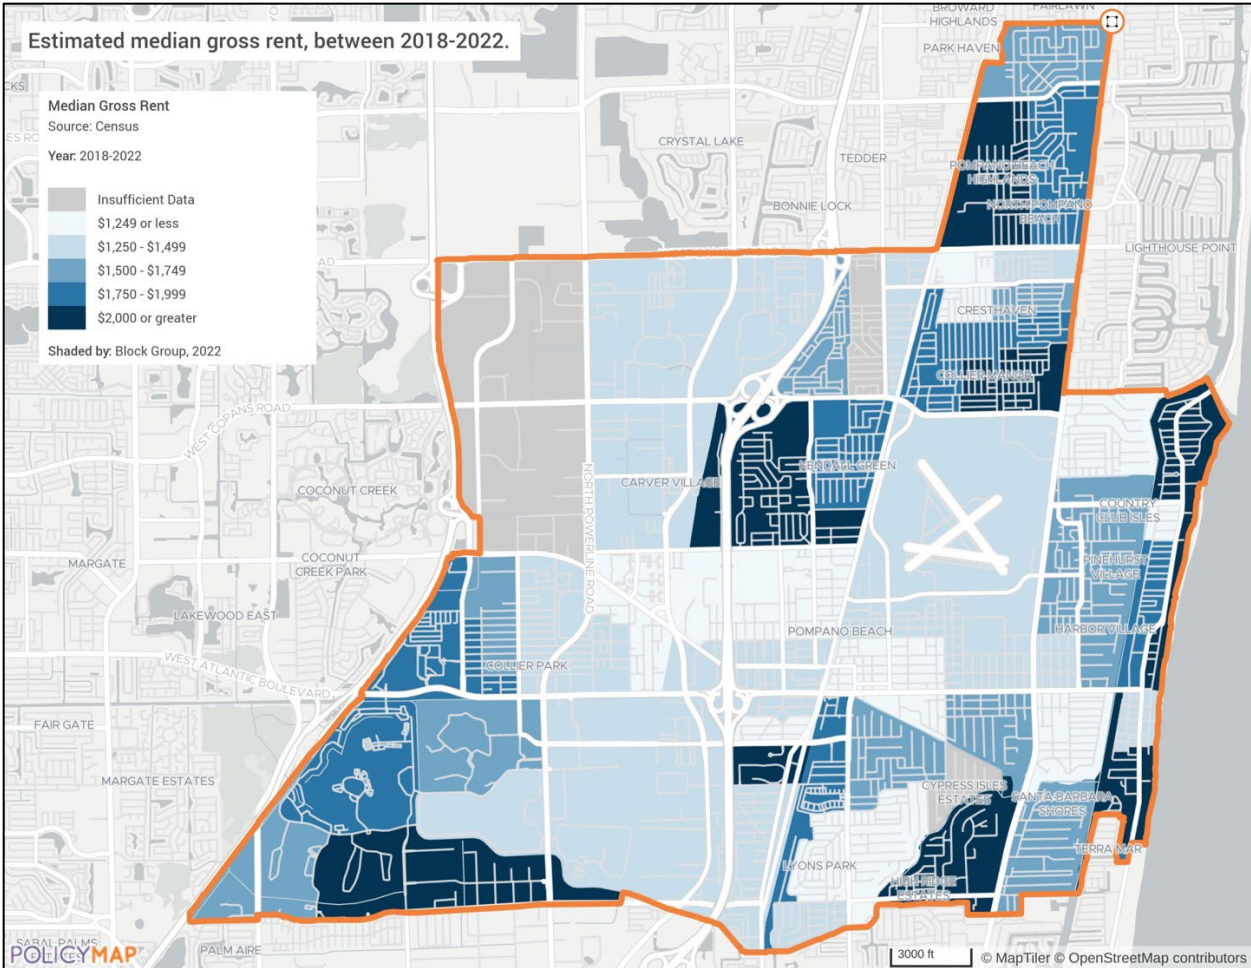 Estimated median gross rent, between 2018-2022.
Median Gross Rent
Source: Census
Year: 2018-2022
Insufficient Data
$1,249 or less
$1,250 - $1,499
$1,500 - $1,749
$1,750 - $1,999
$2,000 or greater
Shaded by: Block Group, 2022
BROWARD
HIGHLANDS
FAIRLAWN
PARK HAVEN
CRYSTAL LAKE
TEDDER
POMPANO BEACH
HIGHLANDS
BONNIE LOCK
NORTH POMPANO
BEACH
LIGHTHOUSE POINT
CRESTHAVEN
COLLIER MANOR
WEST COPANS ROAD
KENDALL GREEN
CARVER VILLAGE
NORTH POWERLINE ROAD
COCONUT CREEK
COUNTRY
CLUB ISLES
COCONUT
CREEK PARK
MARGATE
PINEHURST
VILLAGE
LAKEWOOD EAST
HARBOR VILLAGE
POMPANO BEACH
COLLIER PARK
WEST ATLANTIC BOULEVARD
FAIR GATE
MARGATE ESTATES
CYPRESS ISLES
ESTATES
SANTA BARBARA
SHORES
TERRA MAR
LYONS PARK
HIGH RIDGE
ESTATES
SABAL PALMS
PALM AIRE
POLICYMAP
3000 ft
© MapTiler © OpenStreetMap contributors